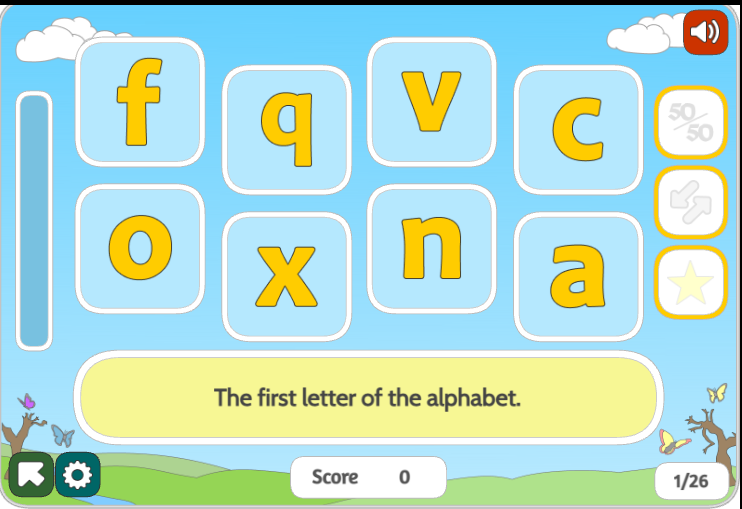 f q v c
50/50
o x n a
The first letter of the alphabet.
Score 0
1/26